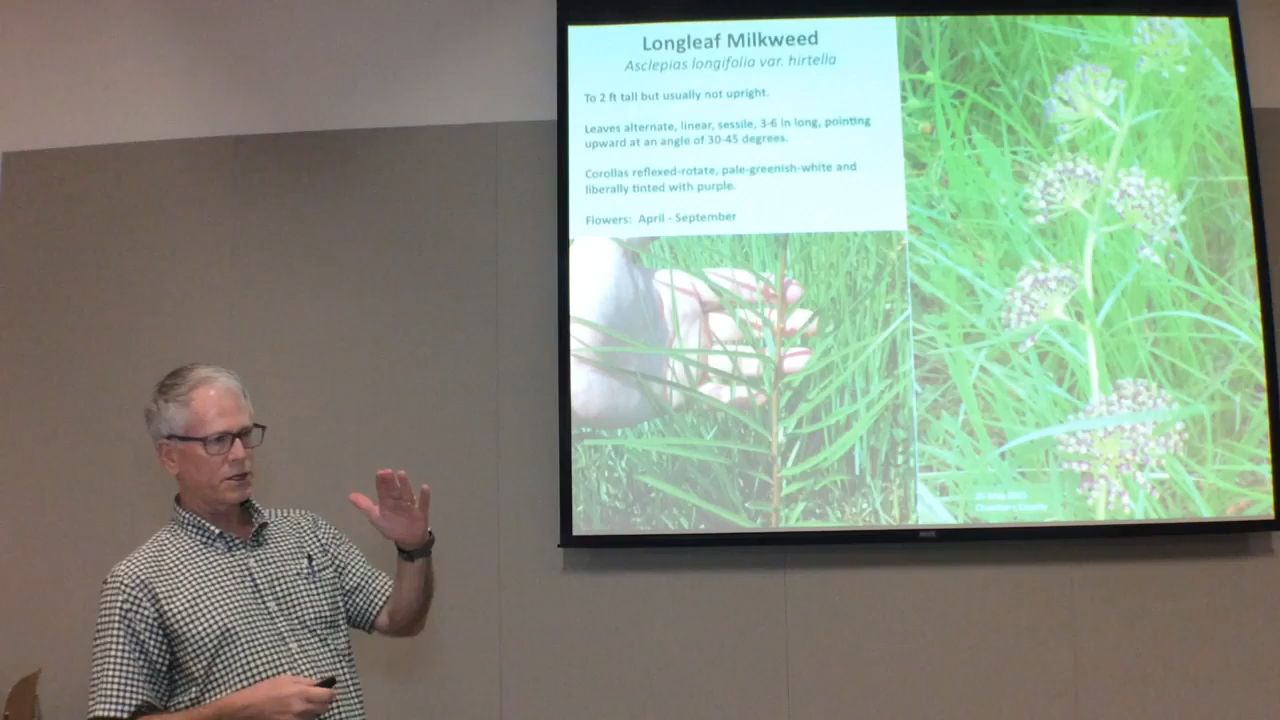 Longleaf Milkweed
Asclepias longifolia var. hirtella
To 2 ft tall but usually not upright.
Leaves alternate, linear, sessile, 3-6 in long, pointing
upward at an angle of 30-45 degrees.
Corollas reflexed-rotate, pale-greenish-white and
liberally tinted with purple.
Flowers: April - September
Chambers County